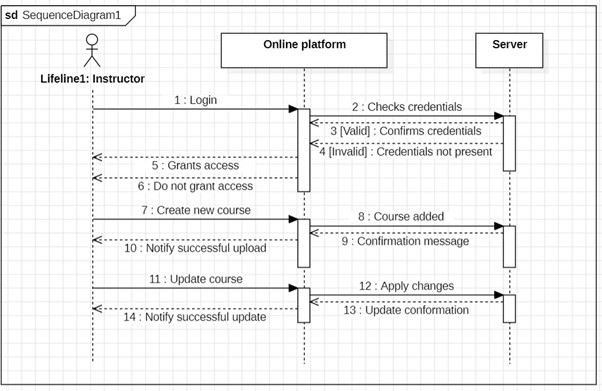 sd SequenceDiagram1
Online platform
Server
Lifeline1: Instructor
1 : Login
2 : Checks credentials
3 [Valid] : Confirms credentials
4 [Invalid] : Credentials not present
5 : Grants access
6 : Do not grant access
7 : Create new course
8 : Course added
9 : Confirmation message
10 : Notify successful upload
11 : Update course
12 : Apply changes
13 : Update conformation
14 : Notify successful update